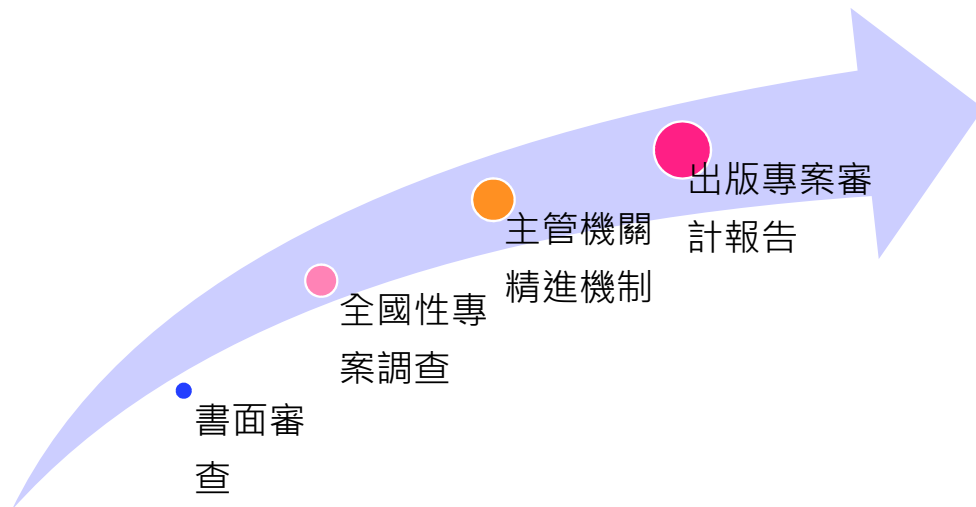 書面審
查
全國性專
案調查
主管機關
精進機制
出版專案審
計報告